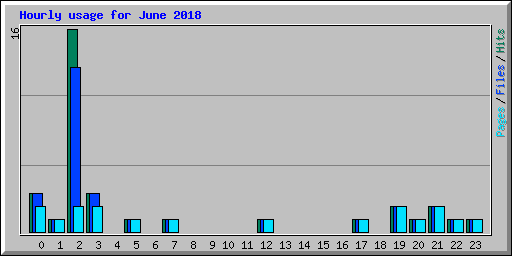 Hourly usage for June 2018
16
Pages/Files/Hits
0 1 2 3 4 5 6 7 8 9 10 11 12 13 14 15 16 17 18 19 20 21 22 23